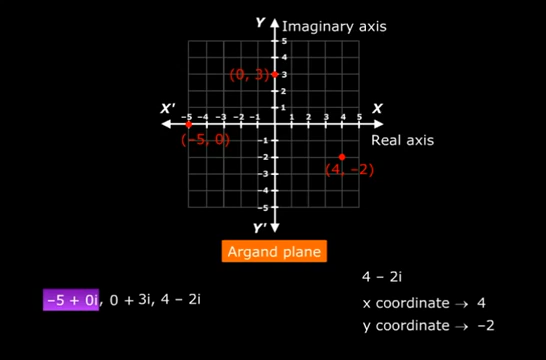 Y Imaginary axis
5
4
(0, 3) 3
2
1
X' −5 −4 −3 −2 −1 1 2 3 4 5 X
(−5, 0) −1 Real axis
−2
−3 (4, −2)
−4
−5
Y'
Argand plane
4 – 2i
−5 + 0i, 0 + 3i, 4 – 2i
x coordinate → 4
y coordinate → –2